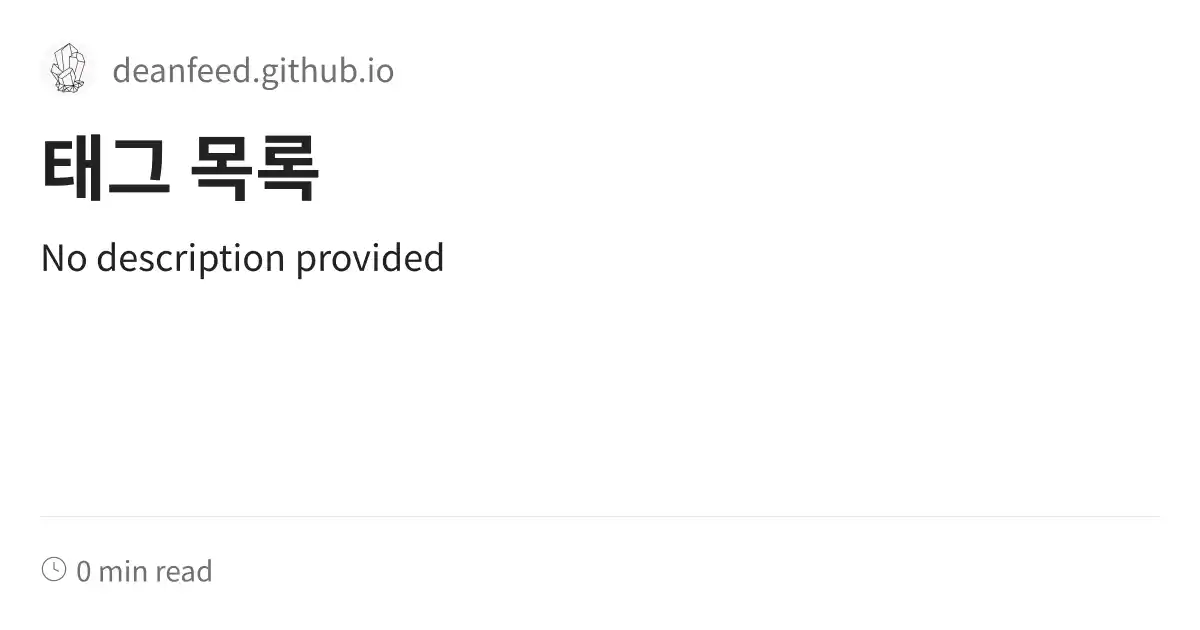 deanfeed.github.io
태그 목록
No description provided
0 min read